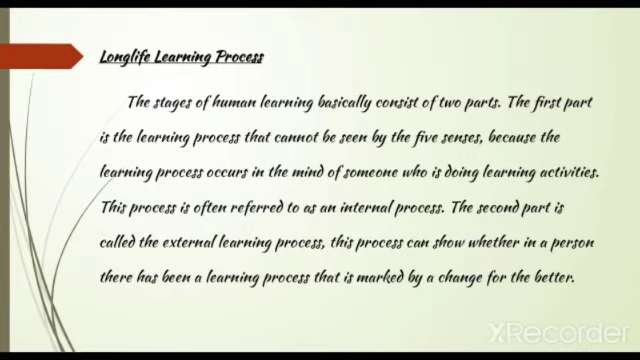 Longlife Learning Process
The stages of human learning basically consist of two parts. The first part
is the learning process that cannot be seen by the five senses, because the
learning process occurs in the mind of someone who is doing learning activities.
This process is often referred to as an internal process. The second part is
called the external learning process, this process can show whether in a person
there has been a learning process that is marked by a change for the better.
XRecorder